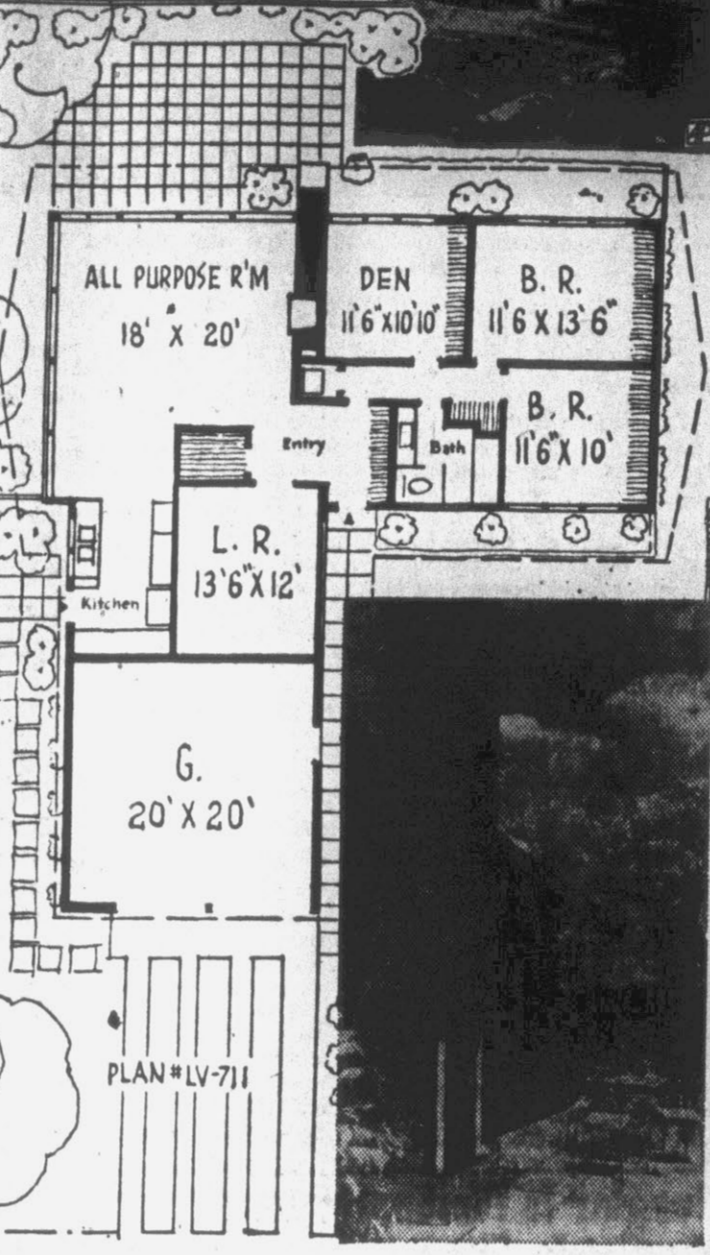 ALL PURPOSE R'M
18' X 20'
DEN
11'6"X10'10"
B. R.
11'6 X 13'6"
B. R.
11'6"X 10'
Entry
Bath
L. R.
13'6"X12'
Kitchen
G.
20' X 20'
PLAN #LV-711